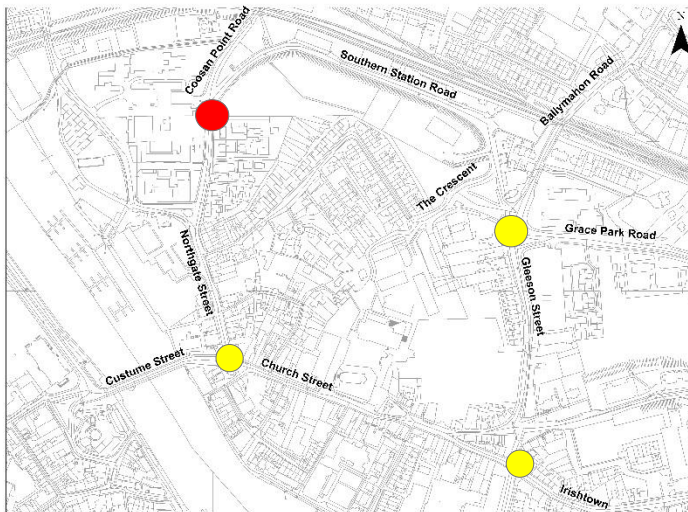 N
Coosan Point Road
Southern Station Road
Ballymahon Road
The Crescent
Grace Park Road
Northgate Street
Gleeson Street
Custume Street
Church Street
Irishtown